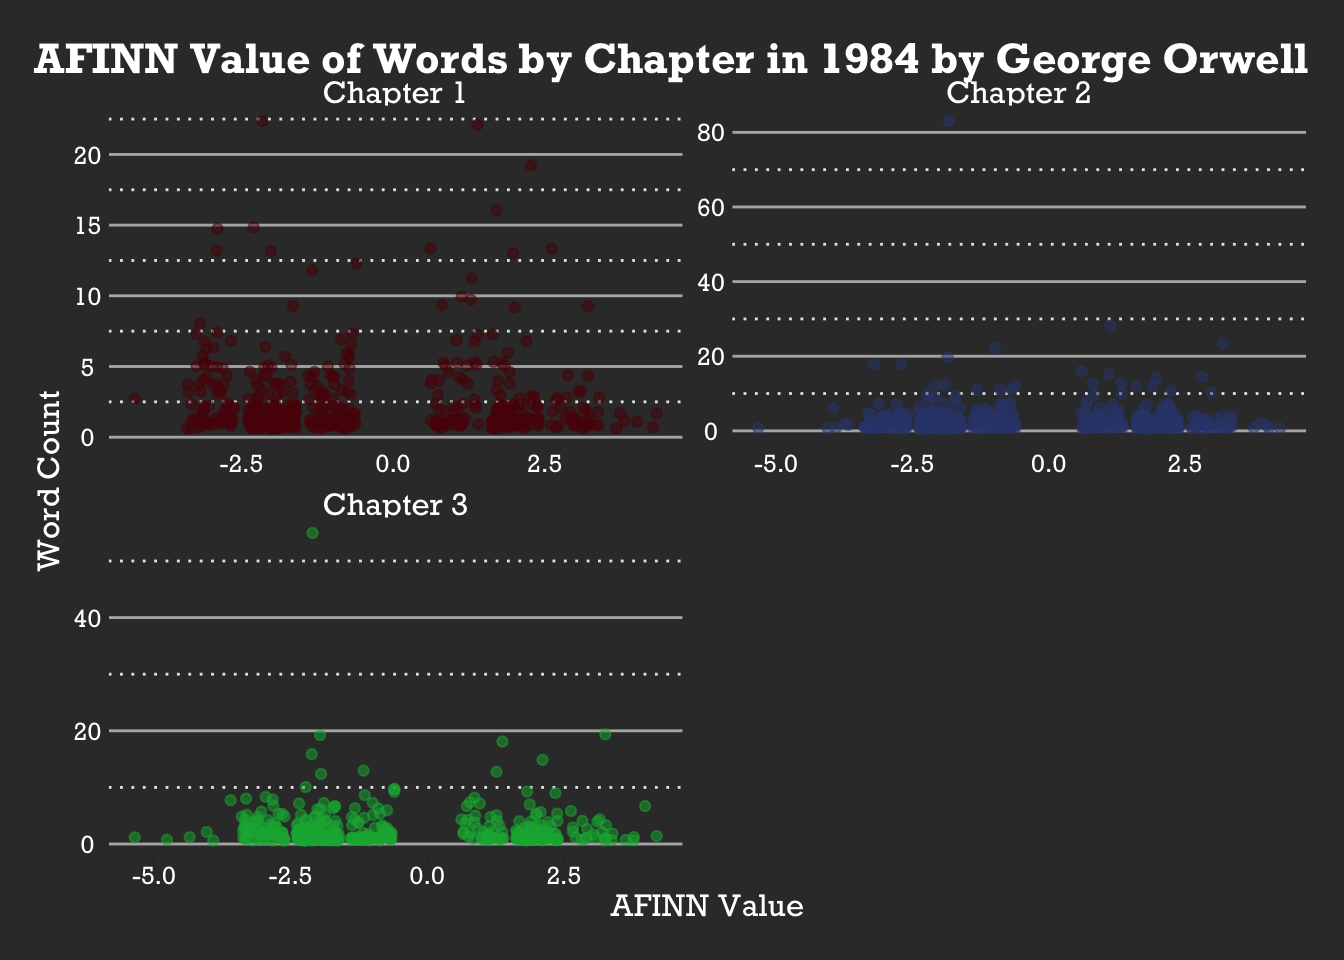 AFINN Value of Words by Chapter in 1984 by George Orwell
Chapter 1
20
15
10
5
0
-2.5 0.0 2.5
Chapter 2
80
60
40
20
0
-5.0 -2.5 0.0 2.5
Chapter 3
40
20
0
-5.0 -2.5 0.0 2.5
Word Count
AFINN Value